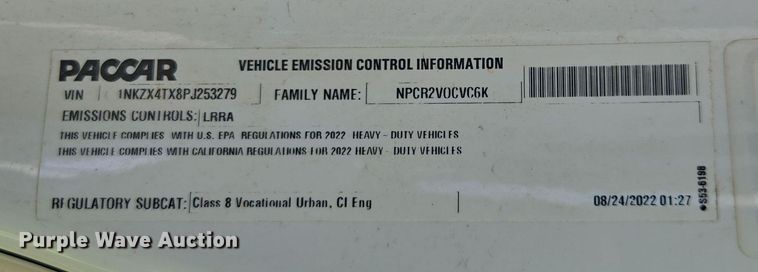 PACCAR VEHICLE EMISSION CONTROL INFORMATION
VIN 1NKZX4TX8PJ253279 FAMILY NAME: NPCR2VOCVC6K
EMISSIONS CONTROLS: LRRA
THIS VEHICLE COMPLIES WITH U.S. EPA REGULATIONS FOR 2022 HEAVY - DUTY VEHICLES
THIS VEHICLE COMPLIES WITH CALIFORNIA REGULATIONS FOR 2022 HEAVY - DUTY VEHICLES
REGULATORY SUBCAT: Class 8 Vocational Urban, CI Eng 08/24/2022 01:27
S53-6198
Purple Wave Auction